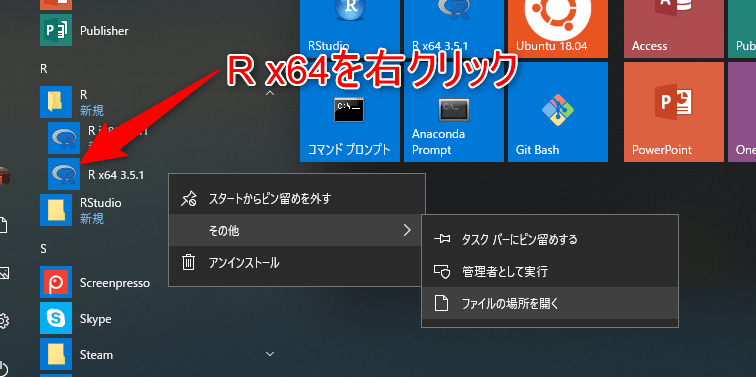 Publisher
R
R
新規
R x64 3.5.1
RStudio
新規
S
Screenpresso
Skype
Steam
R x64を右クリック
RStudio
R x64 3.5.1
Ubuntu 18.04
Access
コマンド プロンプト
Anaconda
Prompt
Git Bash
PowerPoint
スタートからピン留めを外す
その他
アンインストール
タスク バーにピン留めする
管理者として実行
ファイルの場所を開く